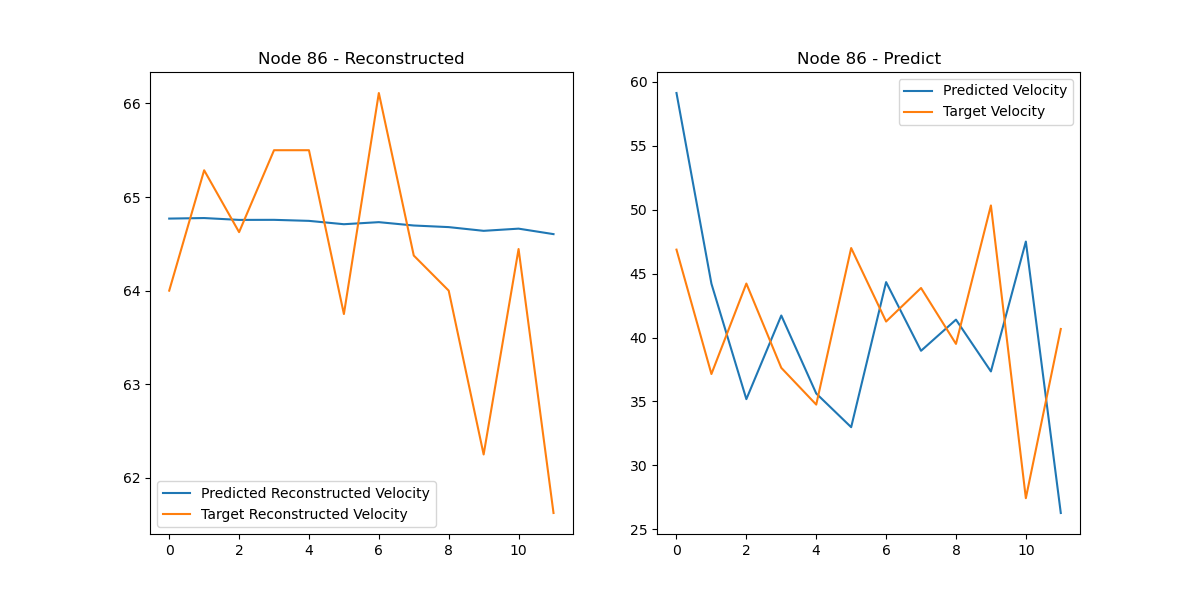 Node 86 - Reconstructed
66
65
64
63
62
0 2 4 6 8 10
Predicted Reconstructed Velocity
Target Reconstructed Velocity
Node 86 - Predict
60
55
50
45
40
35
30
25
0 2 4 6 8 10
Predicted Velocity
Target Velocity